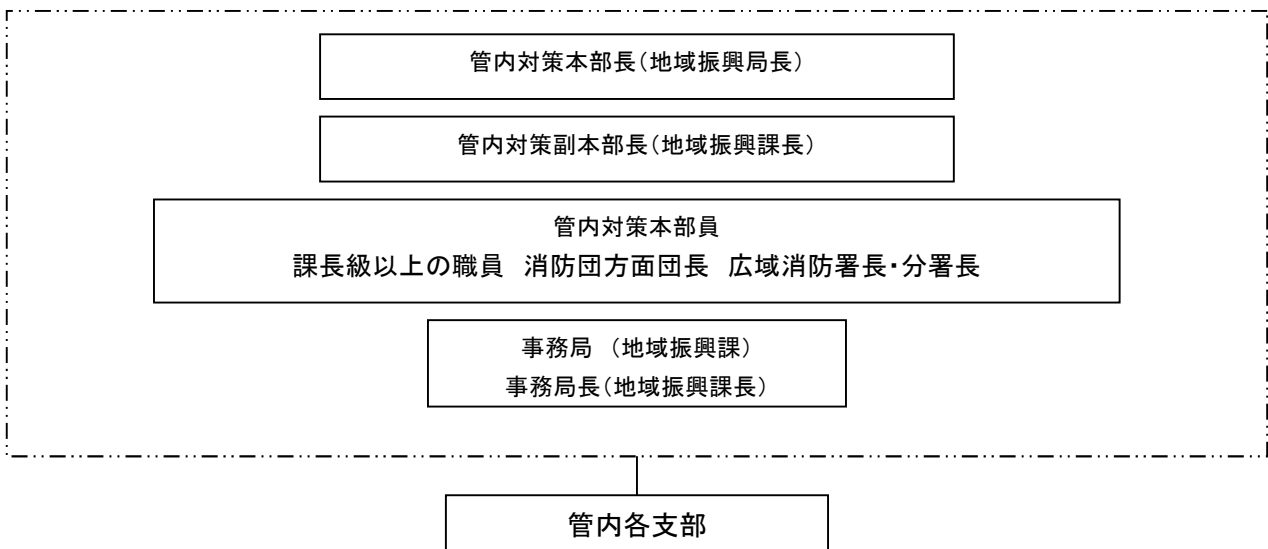 管内対策本部長(地域振興局長)
管内対策副本部長(地域振興課長)
管内対策本部員
課長級以上の職員　消防団方面団長　広域消防署長・分署長
事務局　(地域振興課)
事務局長(地域振興課長)
管内各支部